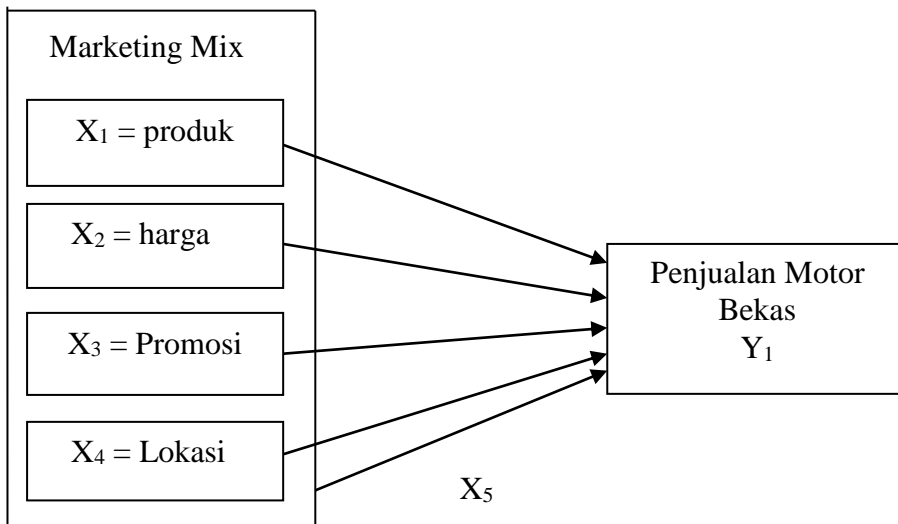 Marketing Mix
X₁ = produk
X₂ = harga
X₃ = Promosi
X₄ = Lokasi
Penjualan Motor
Bekas
Y₁
X₅